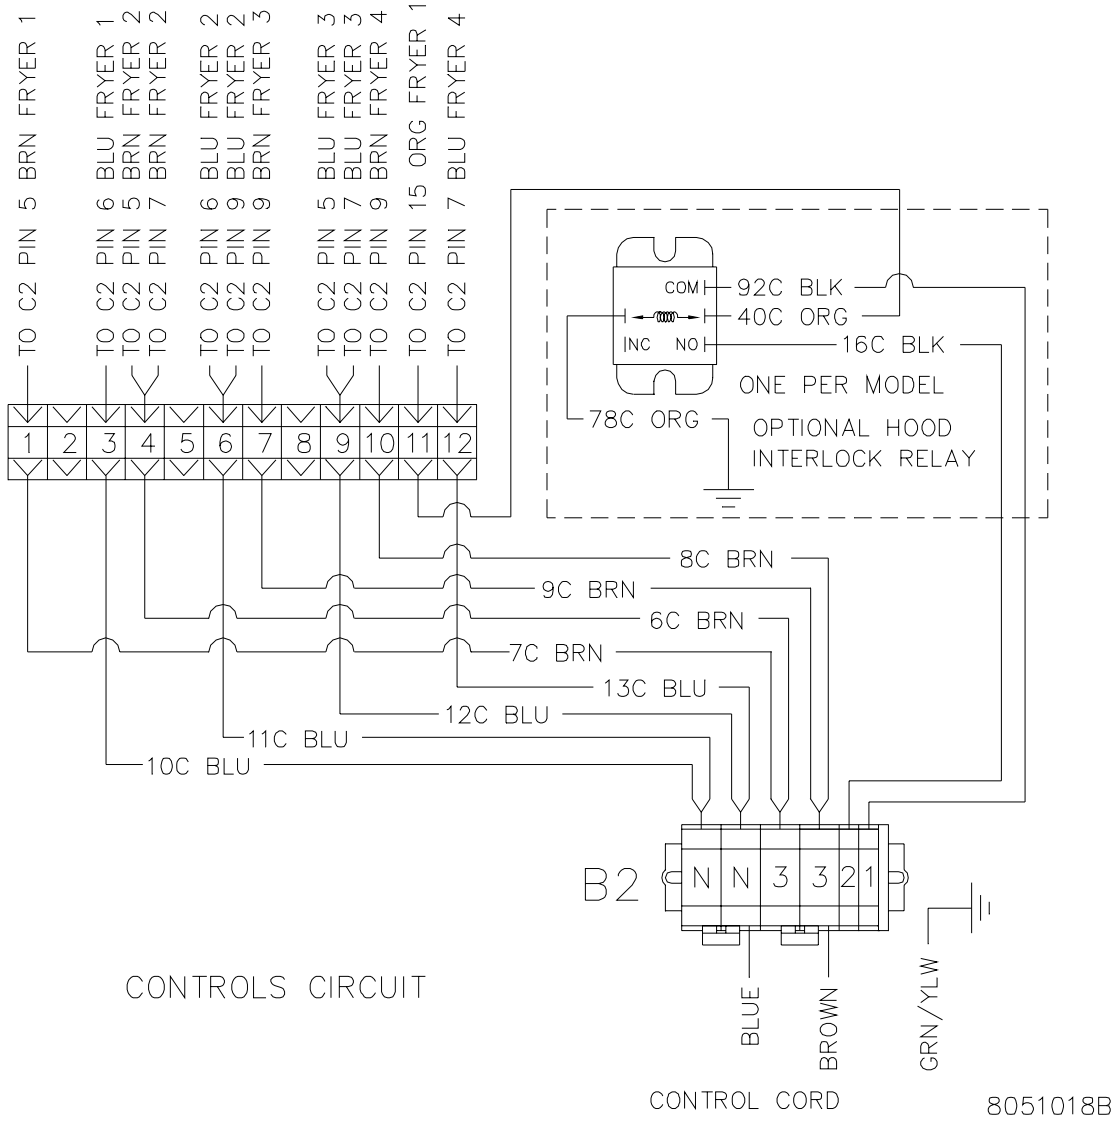 TO C2 PIN 5 BRN FRYER 1
TO C2 PIN 6 BLU FRYER 1
TO C2 PIN 5 BRN FRYER 2
TO C2 PIN 7 BRN FRYER 2
TO C2 PIN 6 BLU FRYER 2
TO C2 PIN 9 BLU FRYER 2
TO C2 PIN 9 BRN FRYER 3
TO C2 PIN 5 BLU FRYER 3
TO C2 PIN 7 BLU FRYER 3
TO C2 PIN 9 BRN FRYER 4
TO C2 PIN 15 ORG FRYER 1
TO C2 PIN 7 BLU FRYER 4
COM
92C BLK
40C ORG
NC NO
16C BLK
ONE PER MODEL
78C ORG
OPTIONAL HOOD
INTERLOCK RELAY
1 2 3 4 5 6 7 8 9 10 11 12
8C BRN
9C BRN
6C BRN
7C BRN
13C BLU
12C BLU
11C BLU
10C BLU
B2
N N 3 3 2 1
BLUE
BROWN
GRN/YLW
CONTROLS CIRCUIT
CONTROL CORD
8051018B